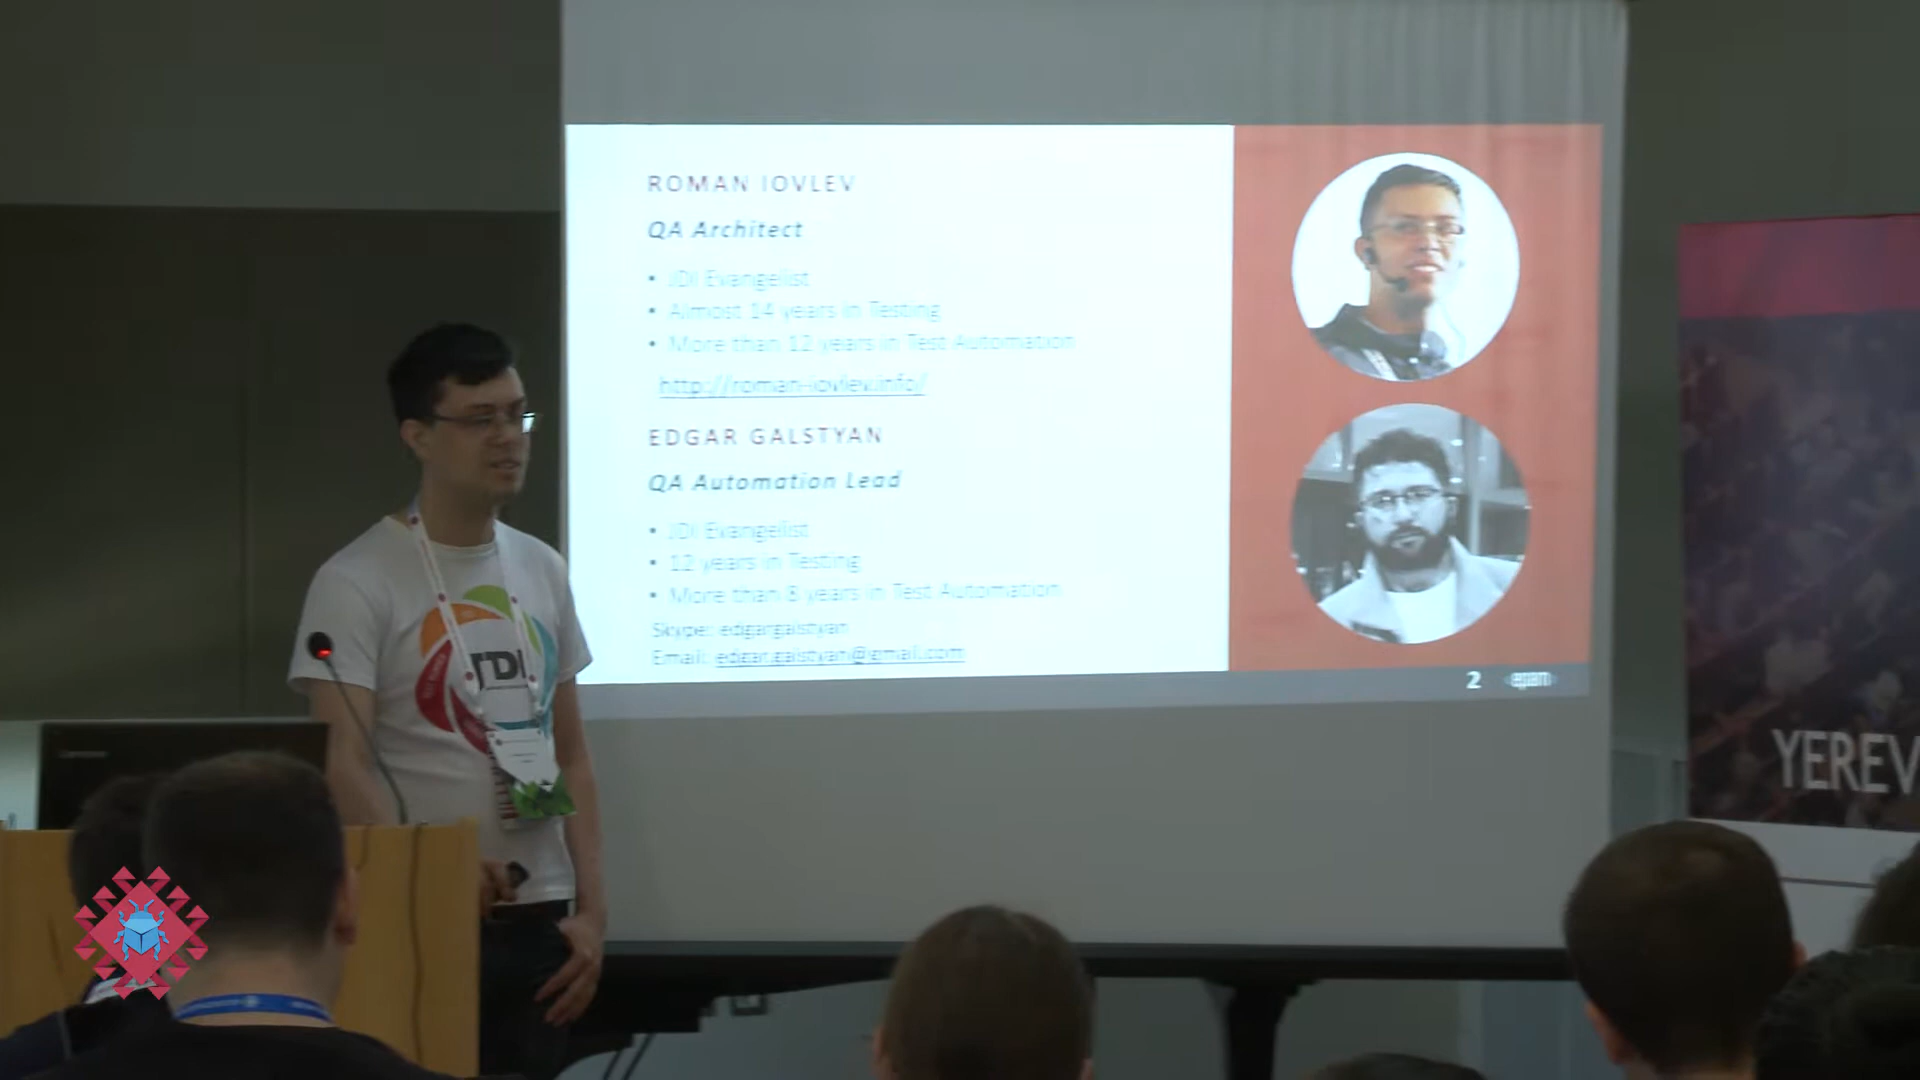 ROMAN IOVLEV
QA Architect
• JDI Evangelist
• Almost 14 years in Testing
• More than 12 years in Test Automation
http://roman-iovlev.info/
EDGAR GALSTYAN
QA Automation Lead
• JDI Evangelist
• 12 years in Testing
• More than 8 years in Test Automation
Skype: edgargalstyan
Email: edgar.galstyan@gmail.com
2 epam
JDI
YEREV